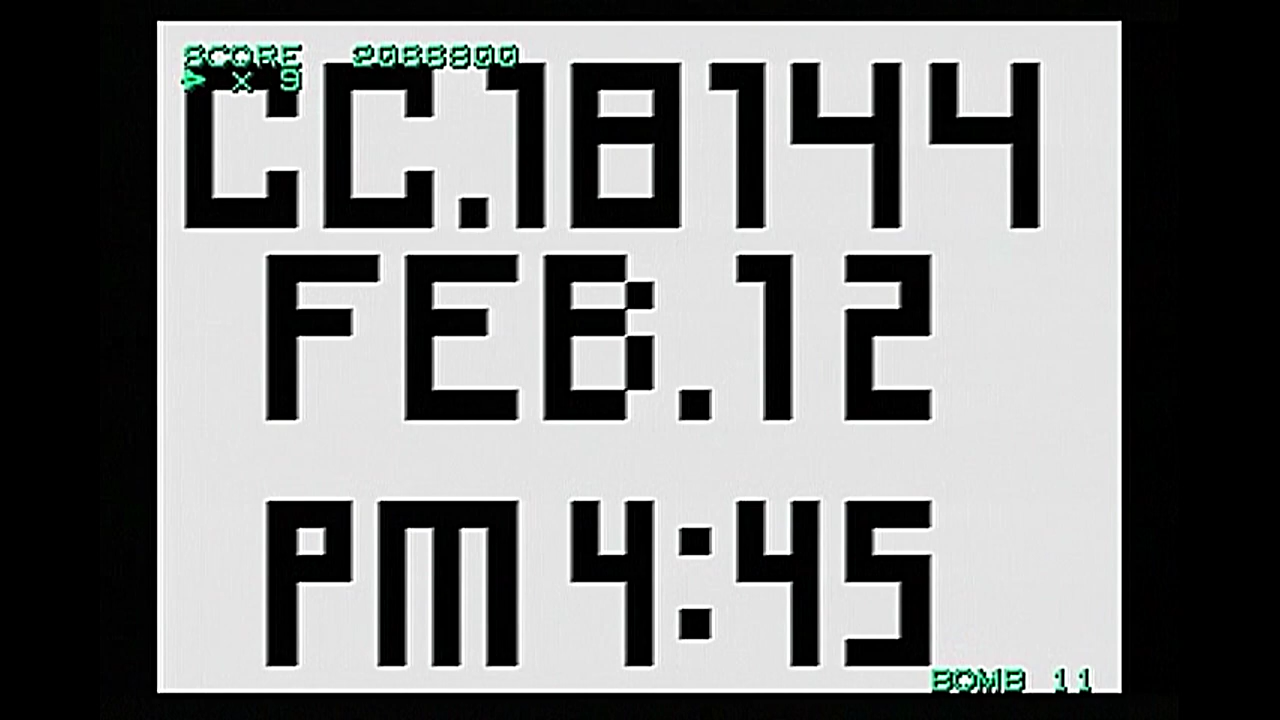 SCORE 2088800
> X 9
CC.18144
FEB.12
PM 4:45
BOMB 11